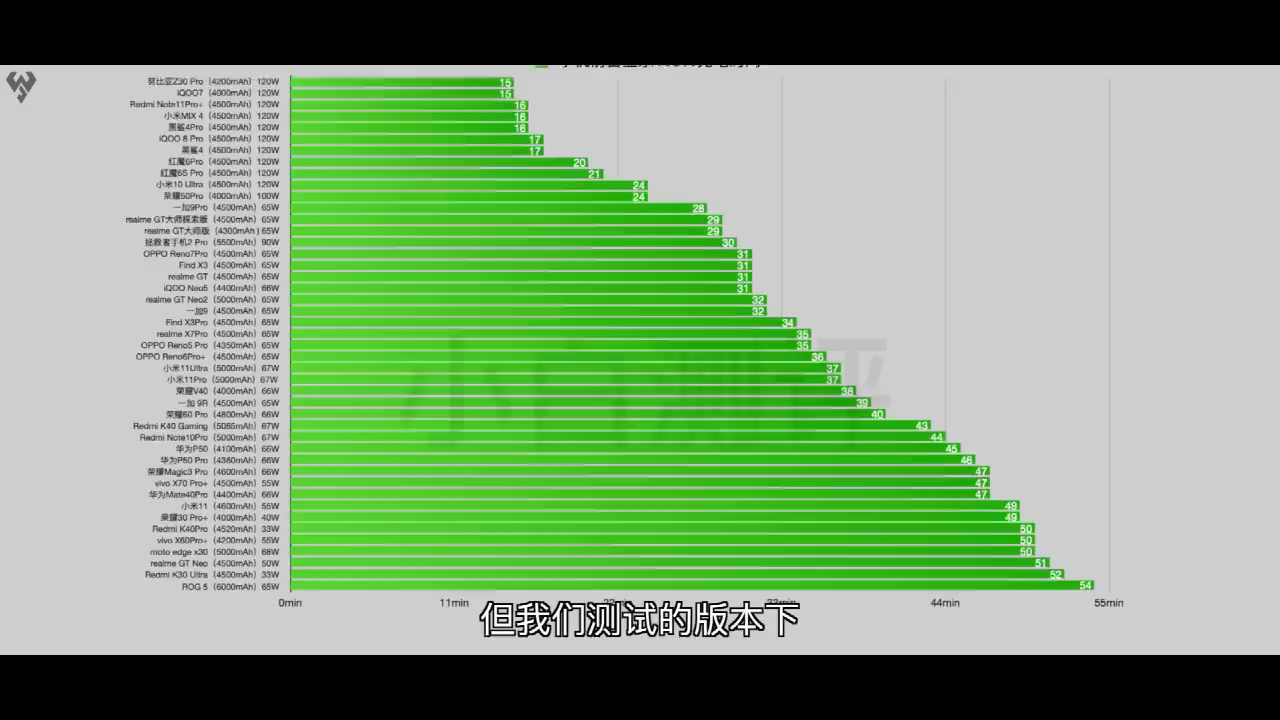 努比亚Z30 Pro (4200mAh) 120W 15
iQOO7 (4000mAh) 120W 15
Redmi Note11Pro+ (4500mAh) 120W 16
小米MIX 4 (4500mAh) 120W 16
黑鲨4Pro (4500mAh) 120W 16
iQOO 8 Pro (4500mAh) 120W 17
黑鲨4 (4500mAh) 120W 17
红魔6Pro (4500mAh) 120W 20
红魔6S Pro (4500mAh) 120W 21
小米10 Ultra (4500mAh) 120W 24
荣耀50Pro (4000mAh) 100W 24
一加9Pro (4500mAh) 65W 28
realme GT大师探索版 (4500mAh) 65W 29
realme GT大师版 (4300mAh) 65W 29
拯救者手机2 Pro (5500mAh) 90W 30
OPPO Reno7Pro (4500mAh) 65W 31
Find X3 (4500mAh) 65W 31
realme GT (4500mAh) 65W 31
iQOO Neo5 (4400mAh) 66W 31
realme GT Neo2 (5000mAh) 65W 32
一加9 (4500mAh) 65W 32
Find X3Pro (4500mAh) 65W 34
realme X7Pro (4500mAh) 65W 35
OPPO Reno5 Pro (4350mAh) 65W 35
OPPO Reno6Pro+ (4500mAh) 65W 36
小米11Ultra (5000mAh) 67W 37
小米11Pro (5000mAh) 67W 37
荣耀V40 (4000mAh) 66W 38
一加 9R (4500mAh) 65W 39
荣耀60 Pro (4800mAh) 66W 40
Redmi K40 Gaming (5065mAh) 67W 43
Redmi Note10Pro (5000mAh) 67W 44
华为P50 (4100mAh) 66W 45
华为P50 Pro (4360mAh) 66W 46
荣耀Magic3 Pro (4600mAh) 66W 47
vivo X70 Pro+ (4500mAh) 55W 47
华为Mate40Pro (4400mAh) 66W 47
小米11 (4600mAh) 55W 49
荣耀30 Pro+ (4000mAh) 40W 49
Redmi K40Pro (4520mAh) 33W 50
vivo X60Pro+ (4200mAh) 55W 50
moto edge x30 (5000mAh) 68W 50
realme GT Neo (4500mAh) 50W 51
Redmi K30 Ultra (4500mAh) 33W 52
ROG 5 (6000mAh) 65W 54
0min 11min 22min 33min 44min 55min
但我们测试的版本下